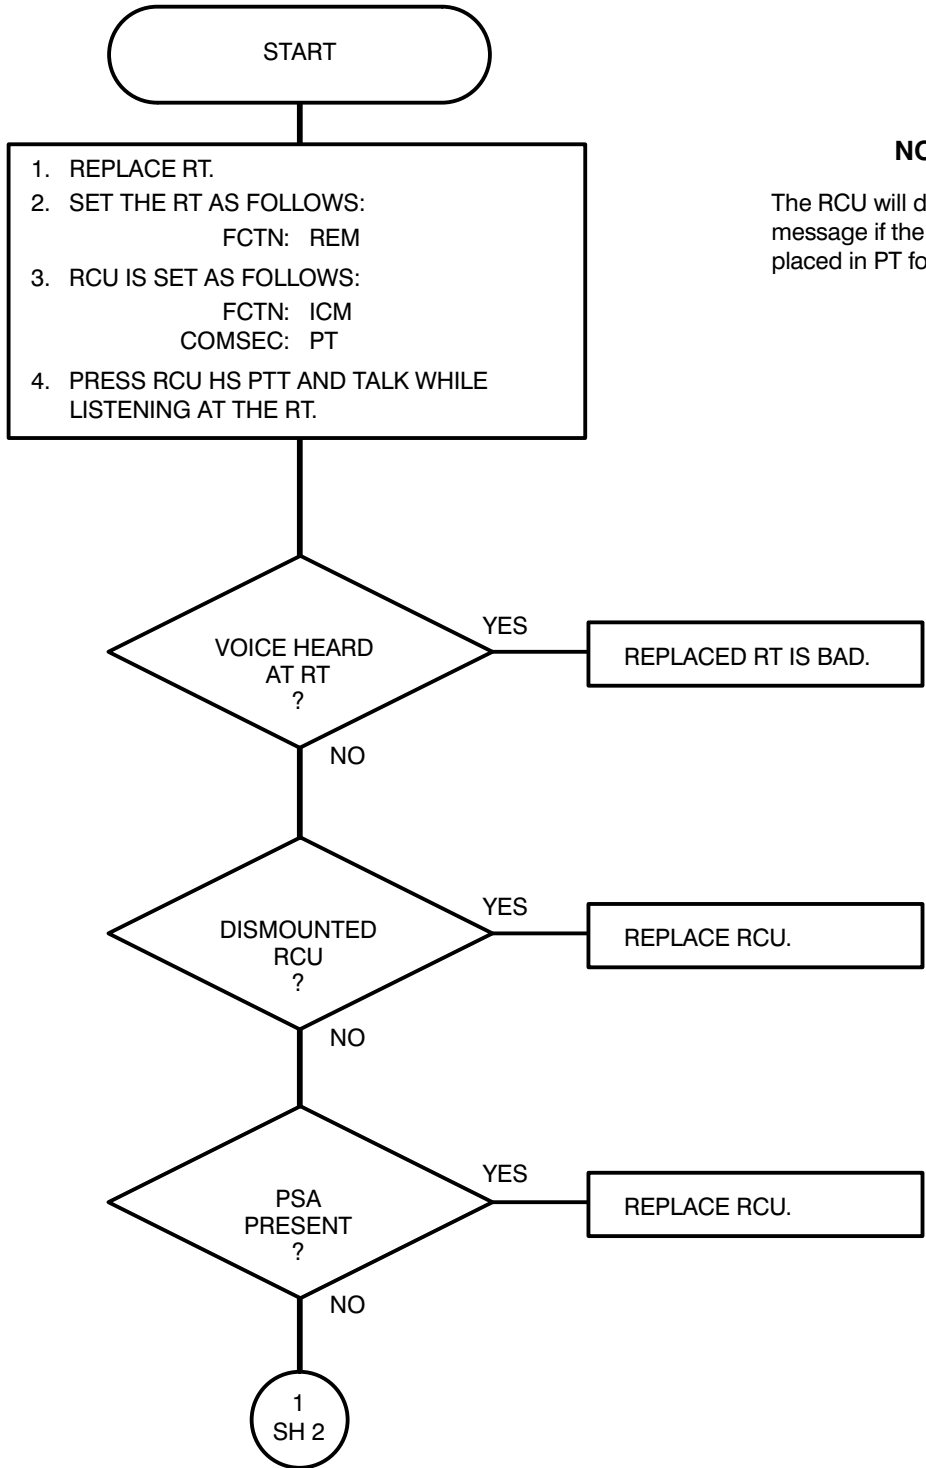 START
1. REPLACE RT.
2. SET THE RT AS FOLLOWS:
FCTN: REM
3. RCU IS SET AS FOLLOWS:
FCTN: ICM
COMSEC: PT
4. PRESS RCU HS PTT AND TALK WHILE
LISTENING AT THE RT.
The RCU will
message if the
placed in PT
VOICE HEARD
AT RT
?
YES
REPLACED RT IS BAD.
NO
DISMOUNTED
RCU
?
YES
REPLACE RCU.
NO
PSA
PRESENT
?
YES
REPLACE RCU.
NO
1
SH 2